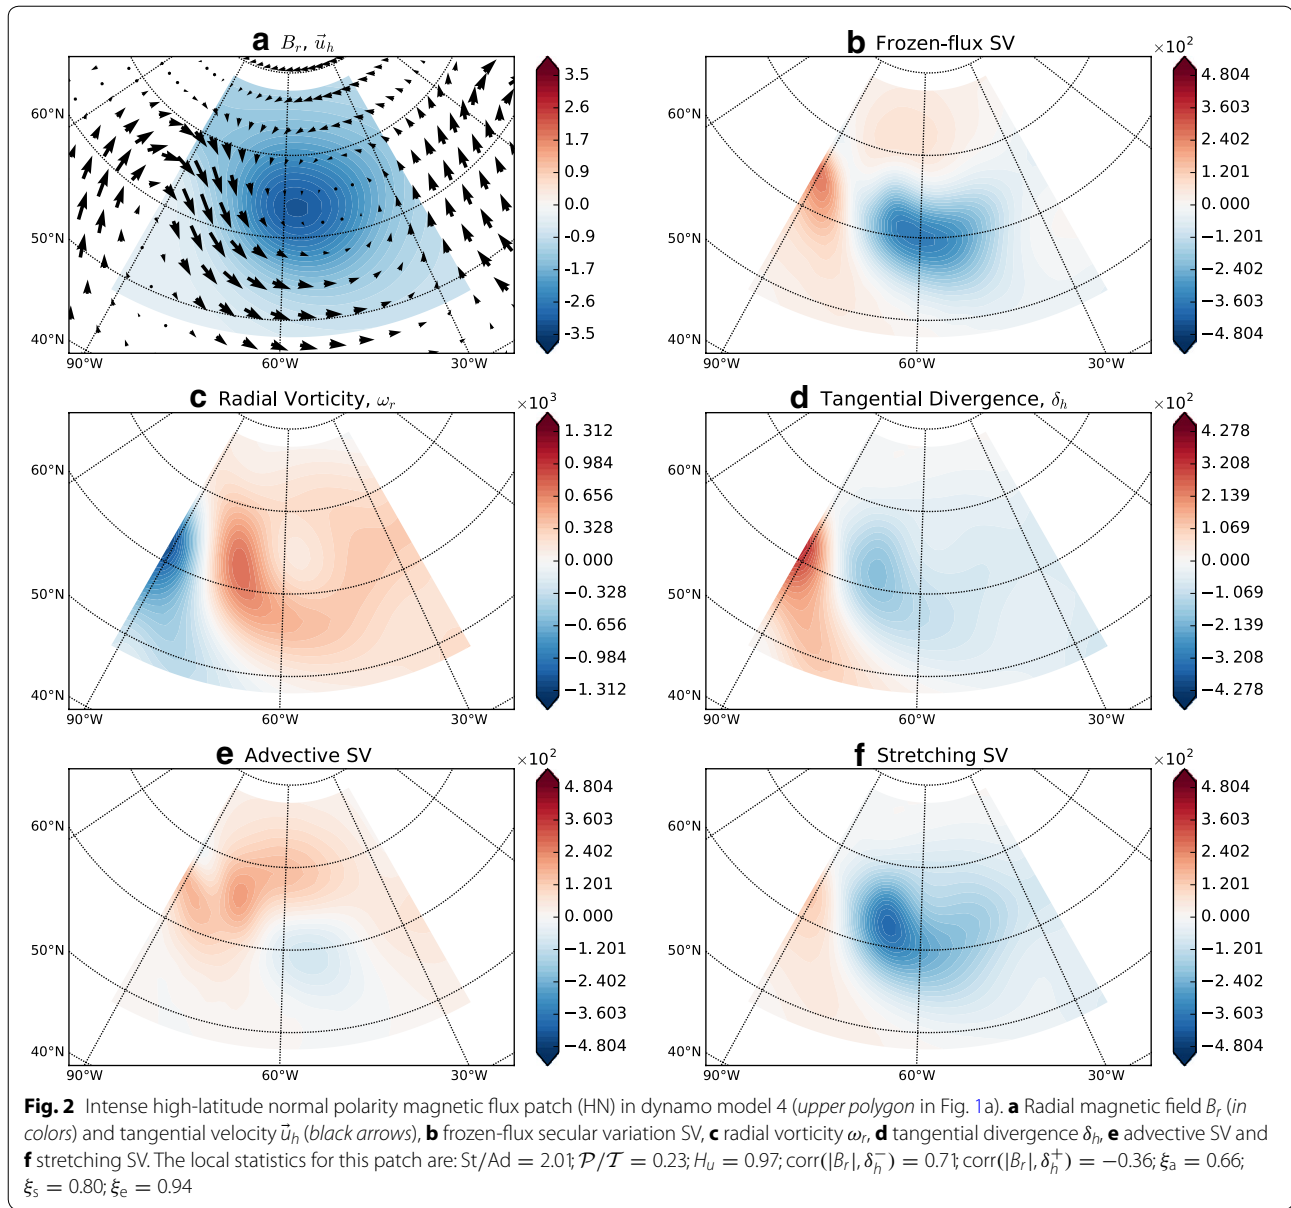 a B_r, \vec{u}_h
60°N
50°N
40°N
90°W
60°W
30°W
3.5
2.6
1.7
0.9
0.0
-0.9
-1.7
-2.6
-3.5
b Frozen-flux SV
×10²
60°N
50°N
40°N
90°W
60°W
30°W
4.804
3.603
2.402
1.201
0.000
−1.201
−2.402
−3.603
−4.804
c Radial Vorticity, ω_r
×10³
60°N
50°N
40°N
90°W
60°W
30°W
1.312
0.984
0.656
0.328
0.000
−0.328
−0.656
−0.984
−1.312
d Tangential Divergence, δ_h
×10²
60°N
50°N
40°N
90°W
60°W
30°W
4.278
3.208
2.139
1.069
0.000
−1.069
−2.139
−3.208
−4.278
e Advective SV
×10²
60°N
50°N
40°N
90°W
60°W
30°W
4.804
3.603
2.402
1.201
0.000
−1.201
−2.402
−3.603
−4.804
f Stretching SV
×10²
60°N
50°N
40°N
90°W
60°W
30°W
4.804
3.603
2.402
1.201
0.000
−1.201
−2.402
−3.603
−4.804
Fig. 2 Intense high-latitude normal polarity magnetic flux patch (HN) in dynamo model 4 (upper polygon in Fig. 1a). a Radial magnetic field B_r (in
colors) and tangential velocity \vec{u}_h (black arrows), b frozen-flux secular variation SV, c radial vorticity ω_r, d tangential divergence δ_h, e advective SV and
f stretching SV. The local statistics for this patch are: St/Ad = 2.01; P/T = 0.23; H_u = 0.97; corr(|B_r|, δ_h^−) = 0.71; corr(|B_r|, δ_h^+) = −0.36; ξ_a = 0.66;
ξ_s = 0.80; ξ_e = 0.94